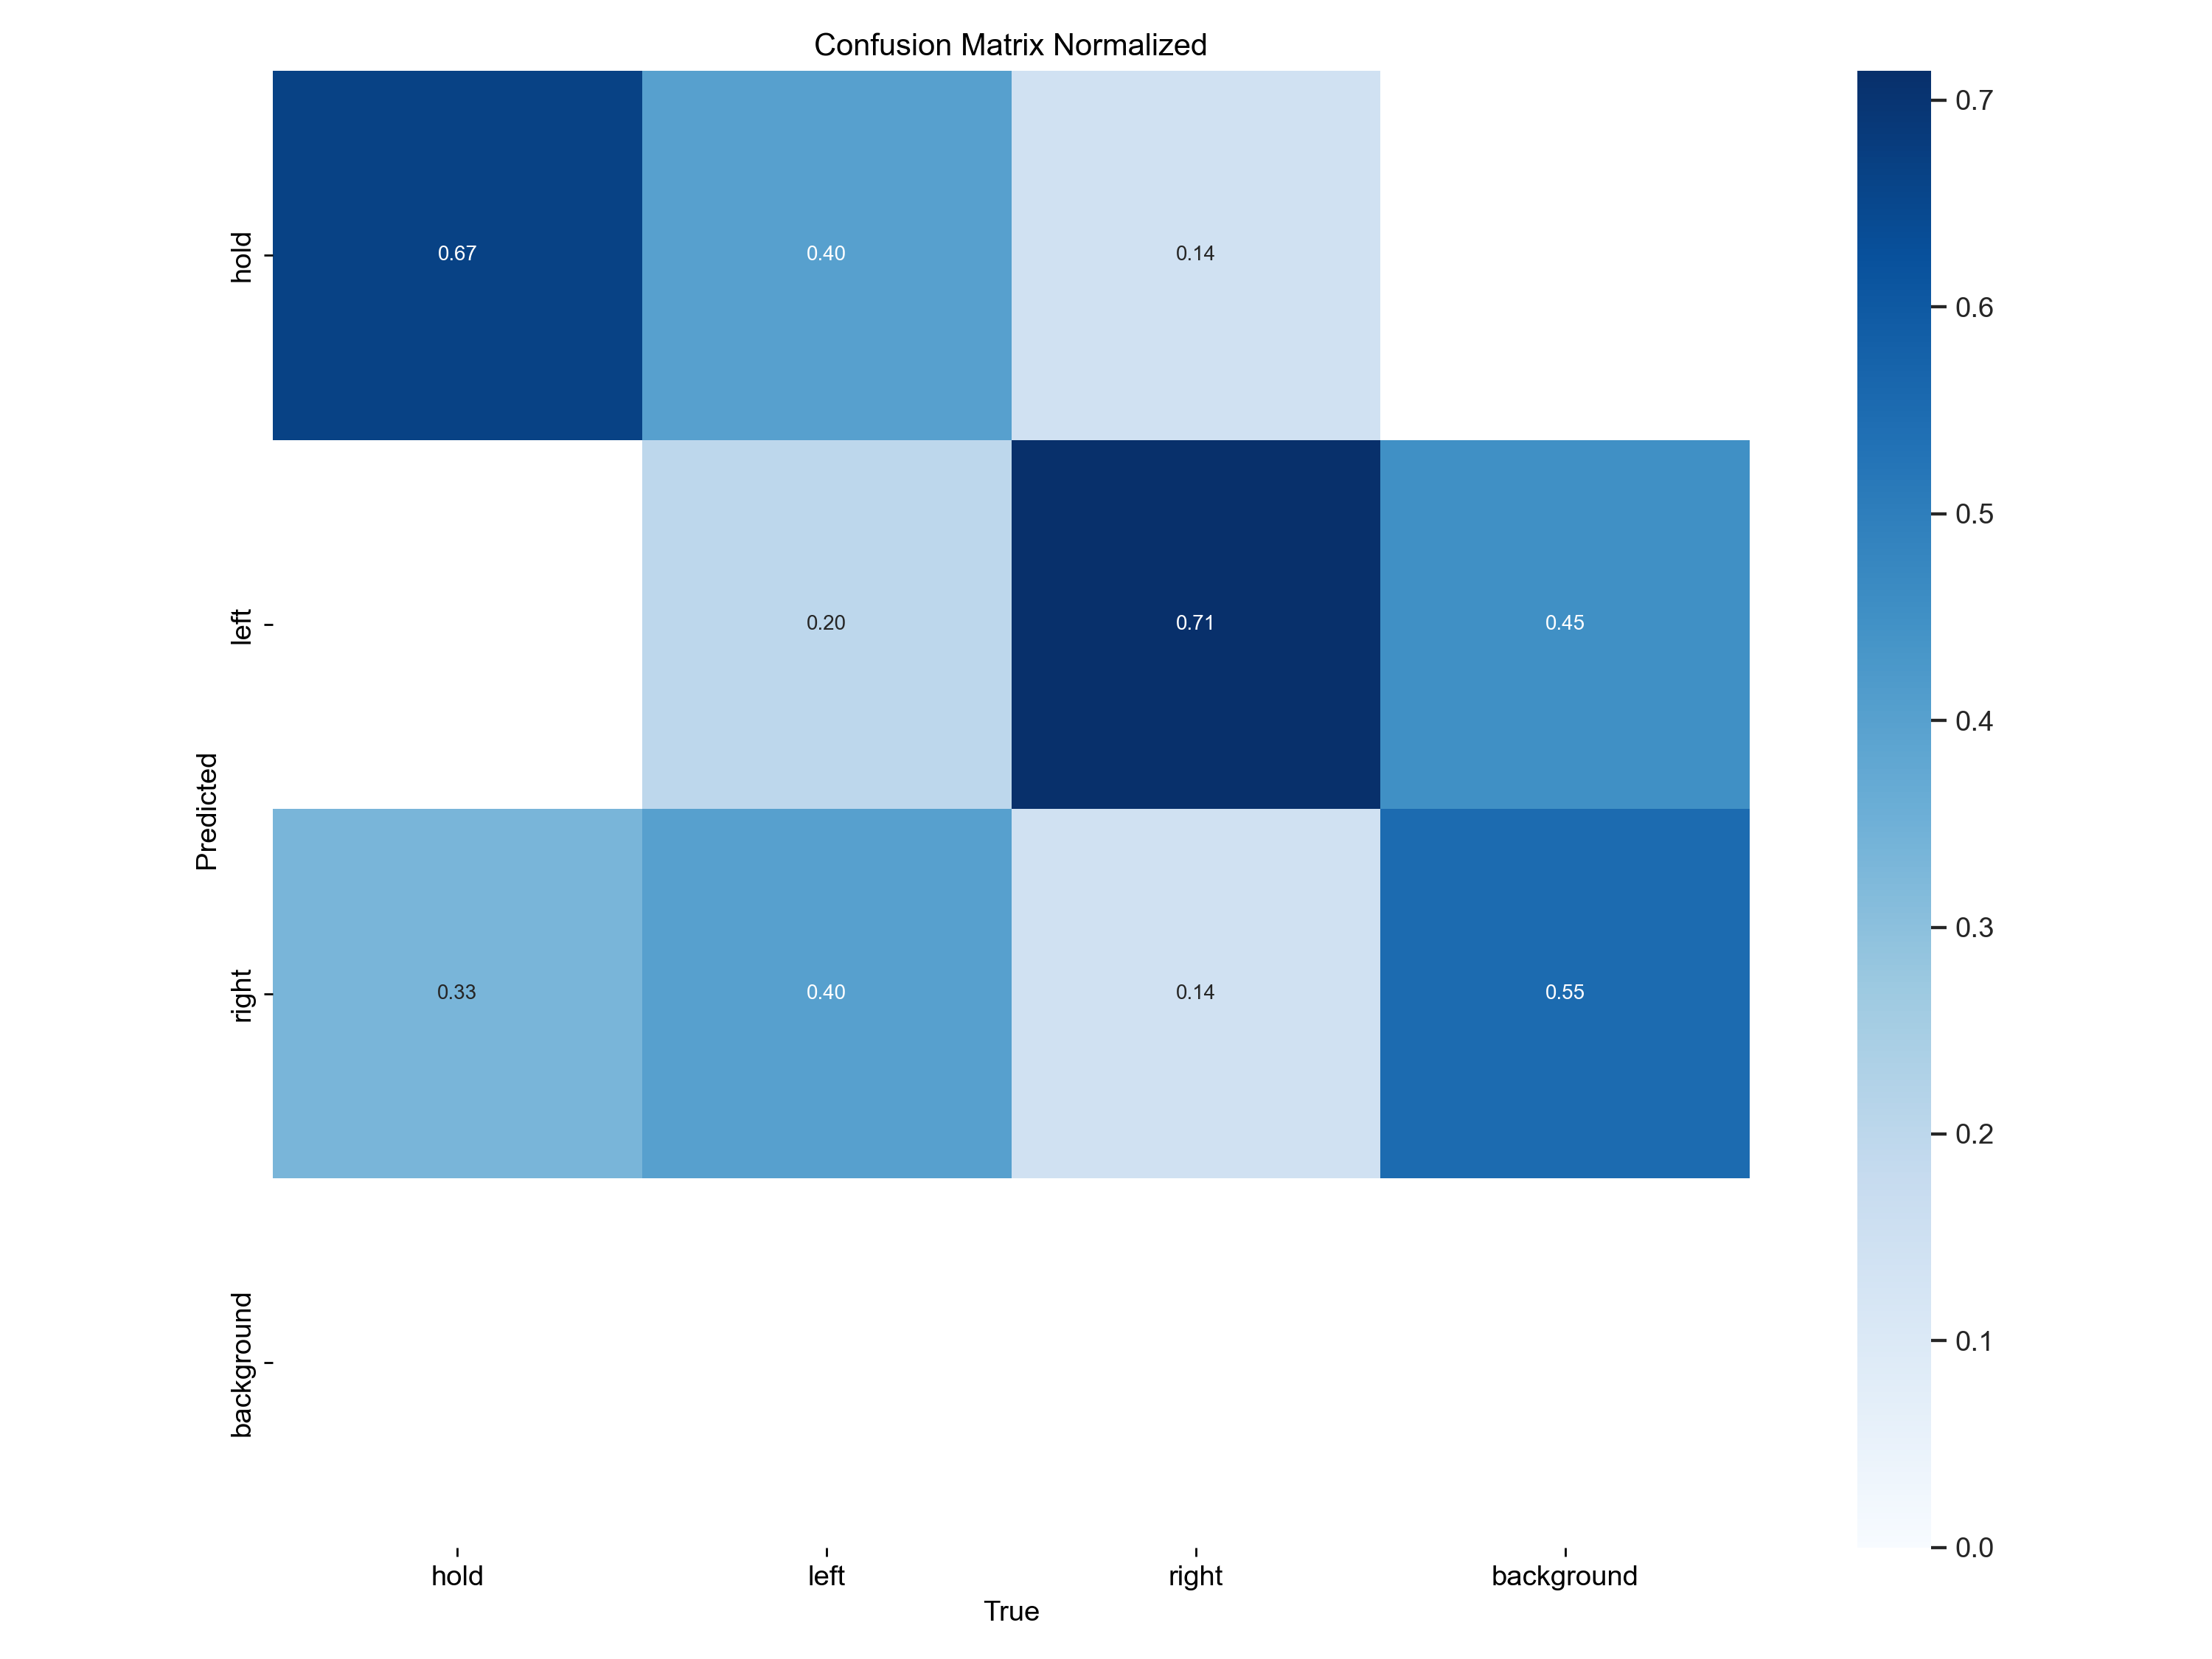 Confusion Matrix Normalized
hold
0.67
0.40
0.14
left
0.20
0.71
0.45
right
0.33
0.40
0.14
0.55
background
Predicted
hold
left
right
background
True
0.7
0.6
0.5
0.4
0.3
0.2
0.1
0.0